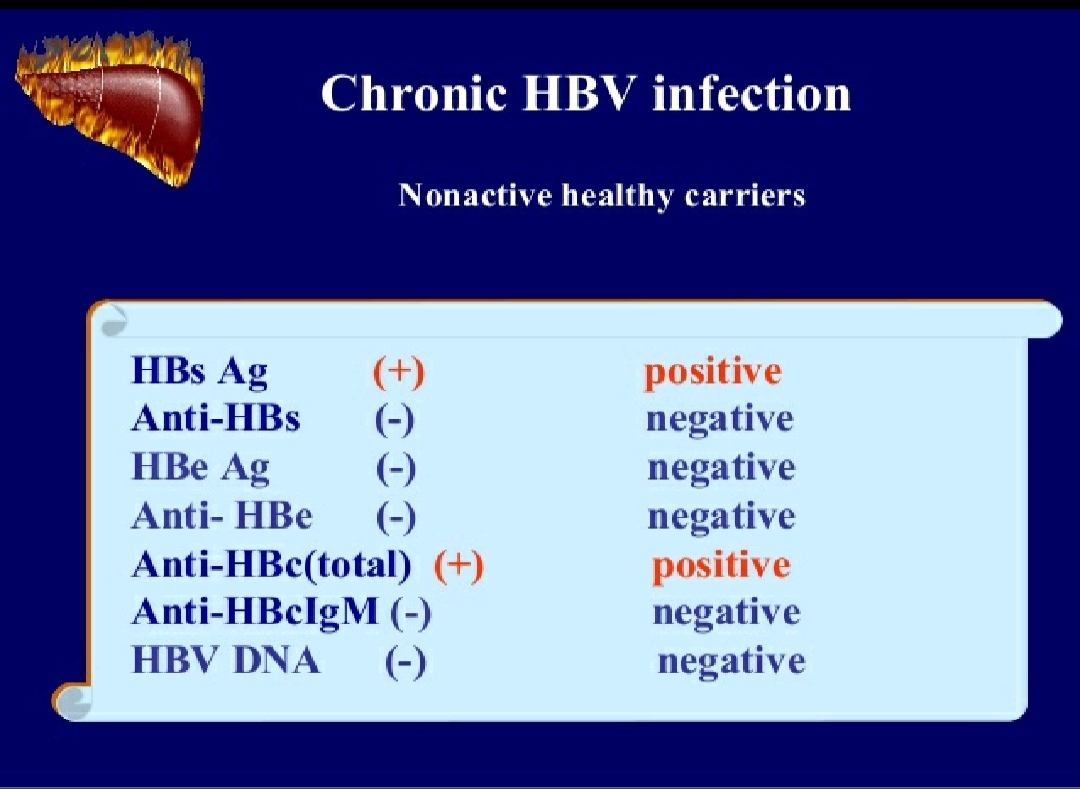 Chronic HBV infection
Nonactive healthy carriers
HBs Ag (+) positive
Anti-HBs (-) negative
HBe Ag (-) negative
Anti- HBe (-) negative
Anti-HBc(total) (+) positive
Anti-HBcIgM (-) negative
HBV DNA (-) negative